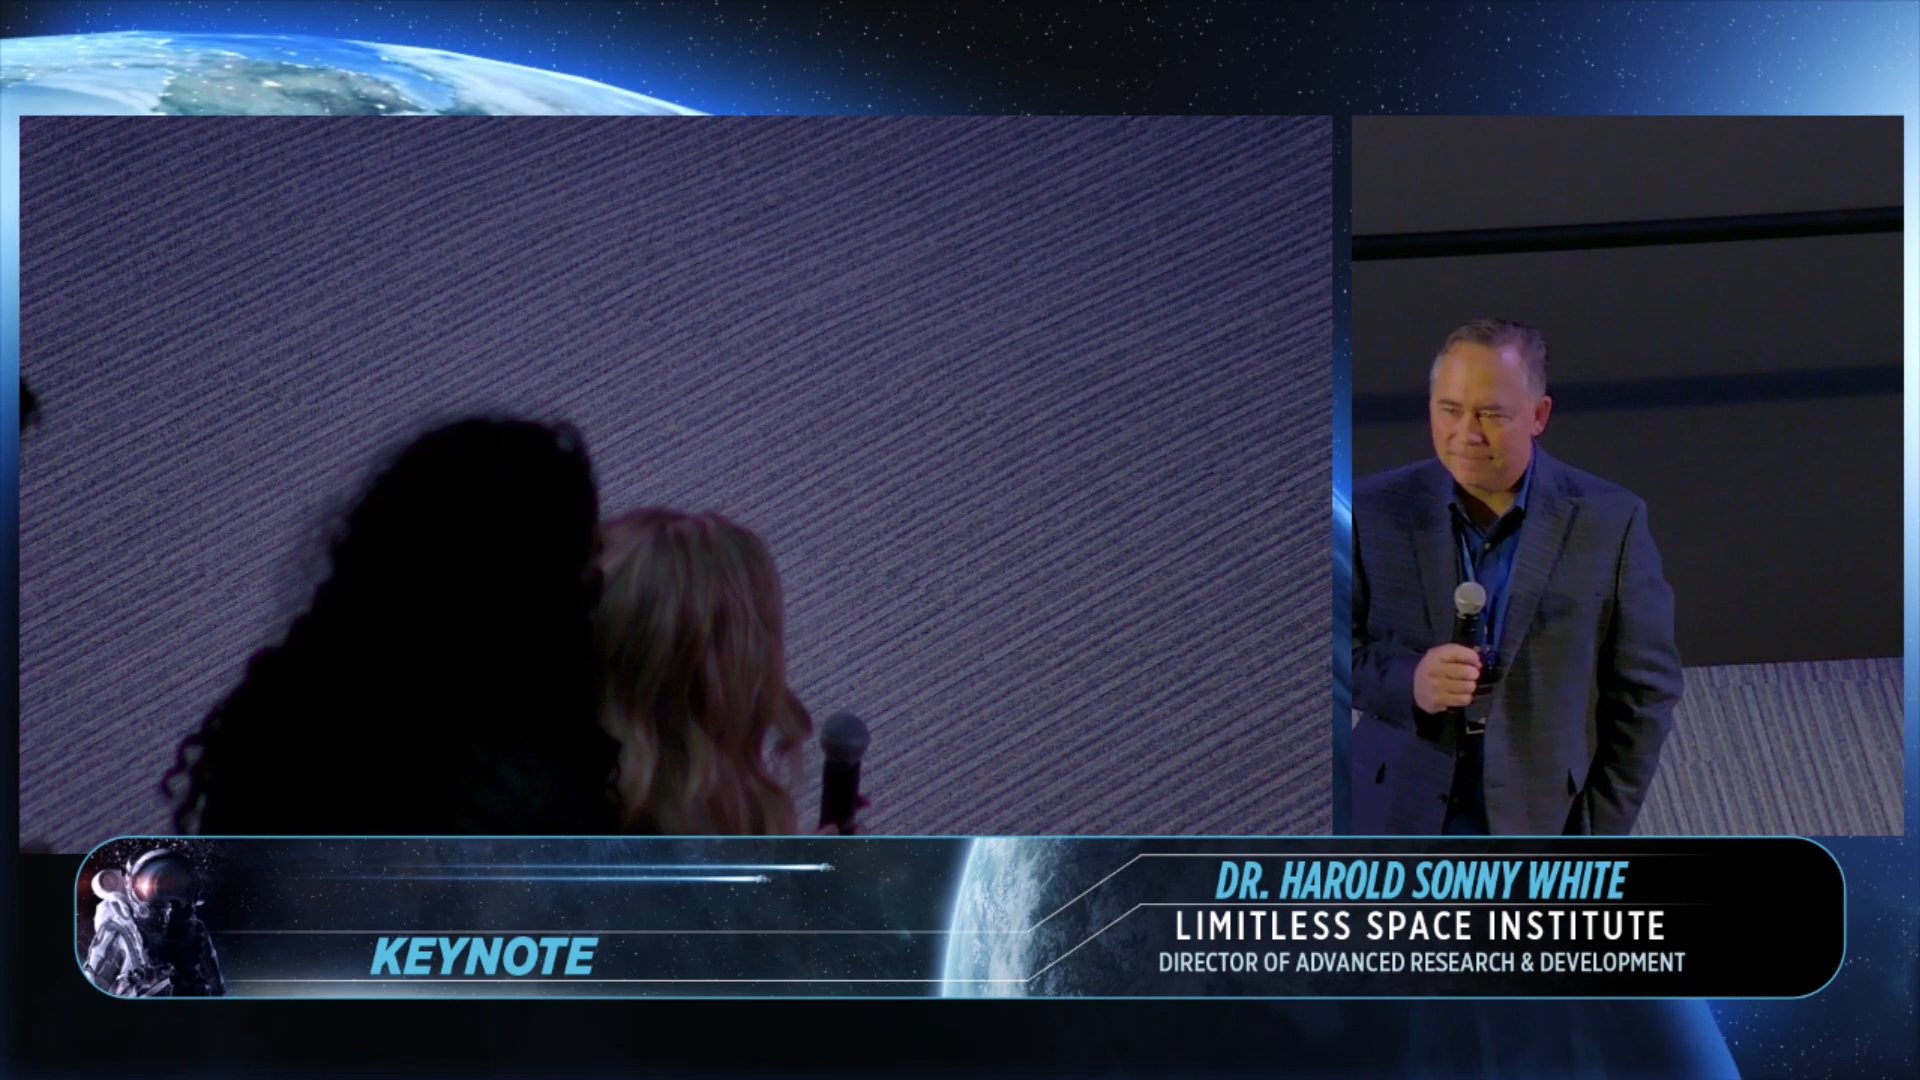 KEYNOTE
DR. HAROLD SONNY WHITE
LIMITLESS SPACE INSTITUTE
DIRECTOR OF ADVANCED RESEARCH & DEVELOPMENT